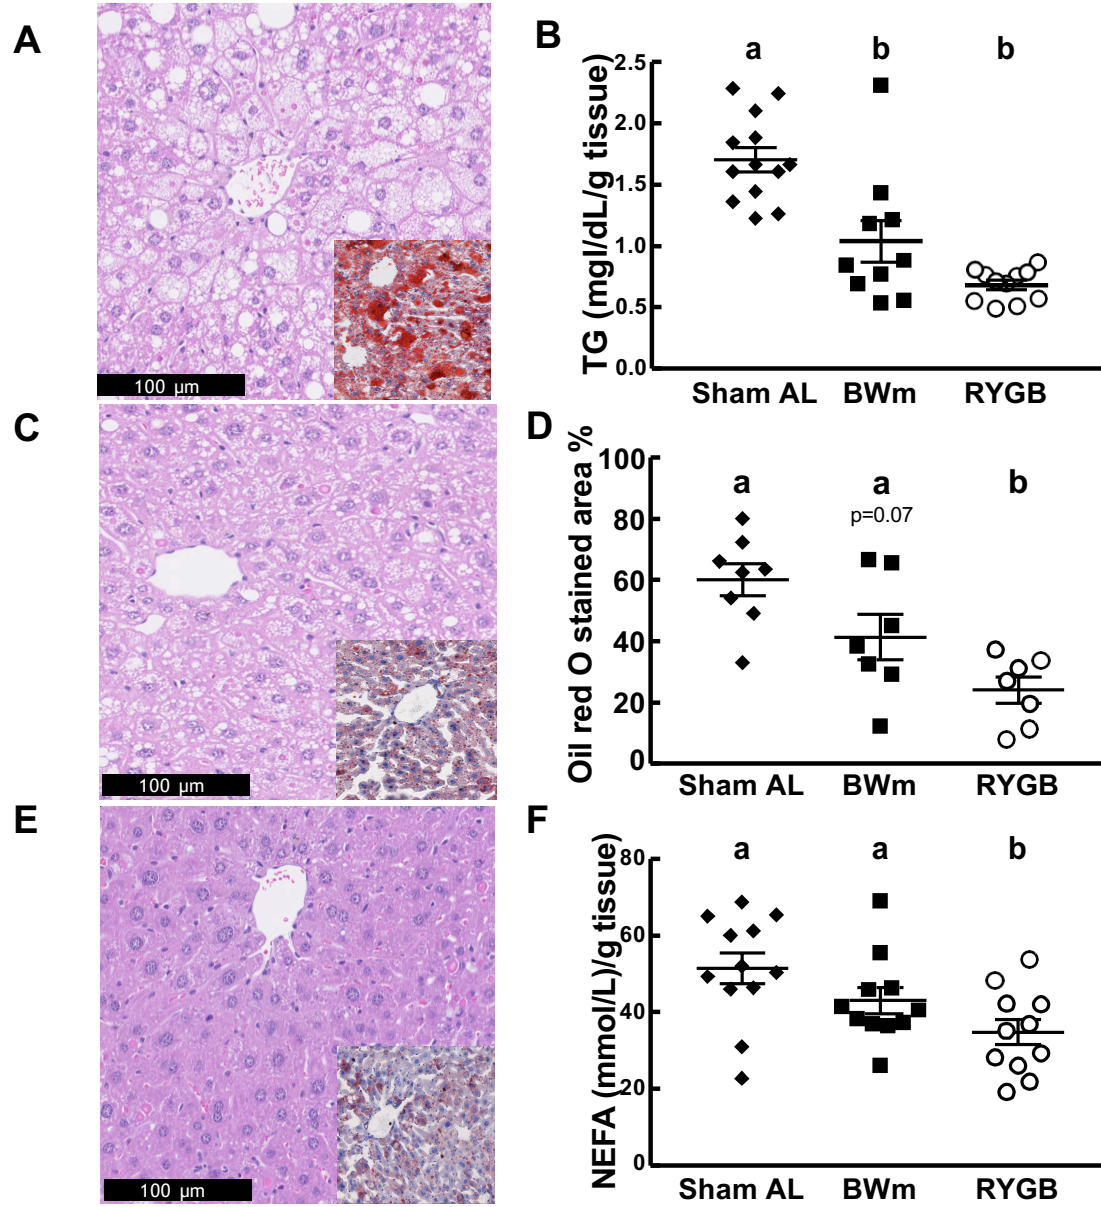 A
100 µm
B
a b b
TG (mgl/dL/g tissue)
2.5
2.0
1.5
1.0
0.5
0.0
Sham AL BWm RYGB
C
100 µm
D
a a b
p=0.07
Oil red O stained area %
100
80
60
40
20
0
Sham AL BWm RYGB
E
100 µm
F
a a b
NEFA (mmol/L)/g tissue)
80
60
40
20
0
Sham AL BWm RYGB